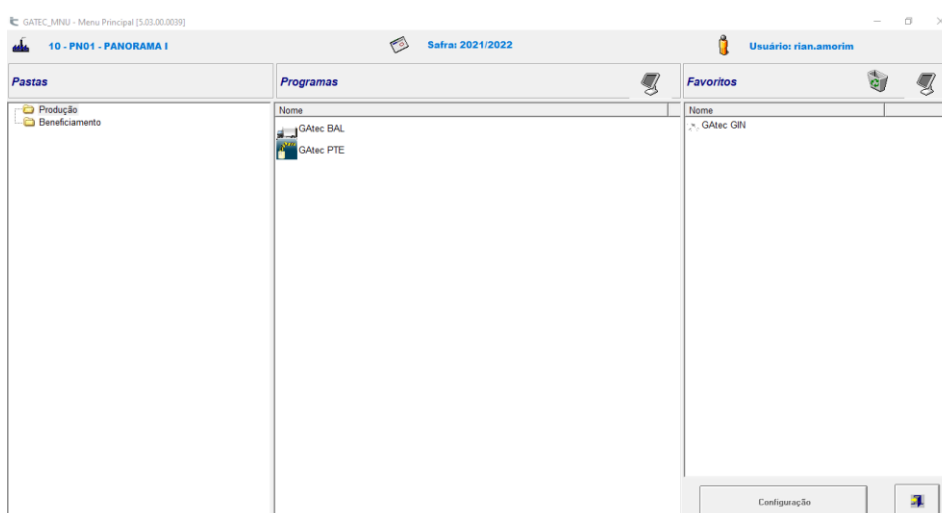 GATEC_MNU - Menu Principal [5.03.00.0039]
10 - PN01 - PANORAMA I
Safra: 2021/2022
Usuário: rian.amorim
Pastas
Programas
Favoritos
Produção
Beneficiamento
Nome
GAtec BAL
GAtec PTE
Nome
GAtec GIN
Configuração